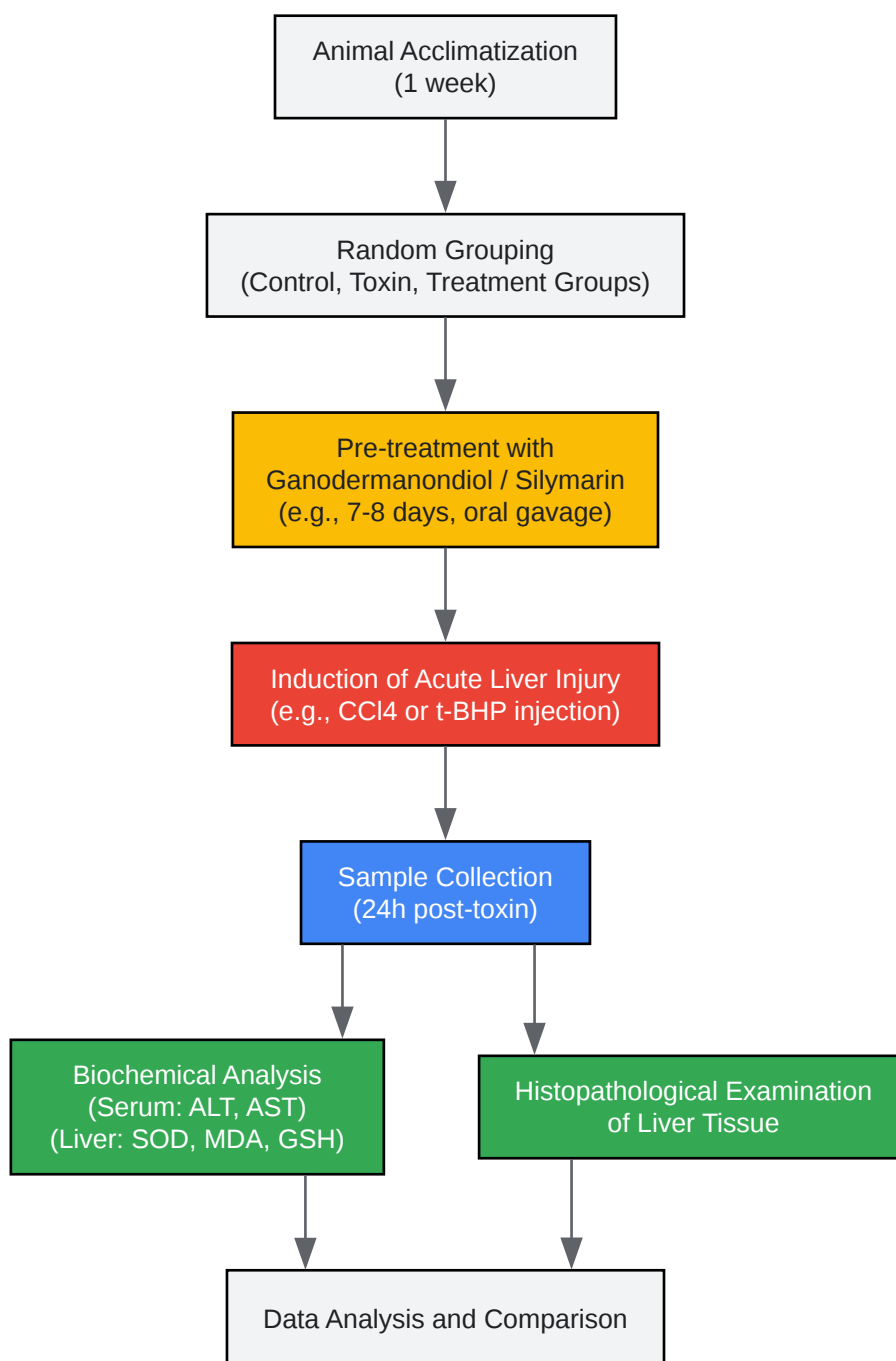 Animal Acclimatization
(1 week)
Random Grouping
(Control, Toxin, Treatment Groups)
Pre-treatment with
Ganodermanondiol / Silymarin
(e.g., 7-8 days, oral gavage)
Induction of Acute Liver Injury
(e.g., CCl4 or t-BHP injection)
Sample Collection
(24h post-toxin)
Biochemical Analysis
(Serum: ALT, AST)
(Liver: SOD, MDA, GSH)
Histopathological Examination
of Liver Tissue
Data Analysis and Comparison